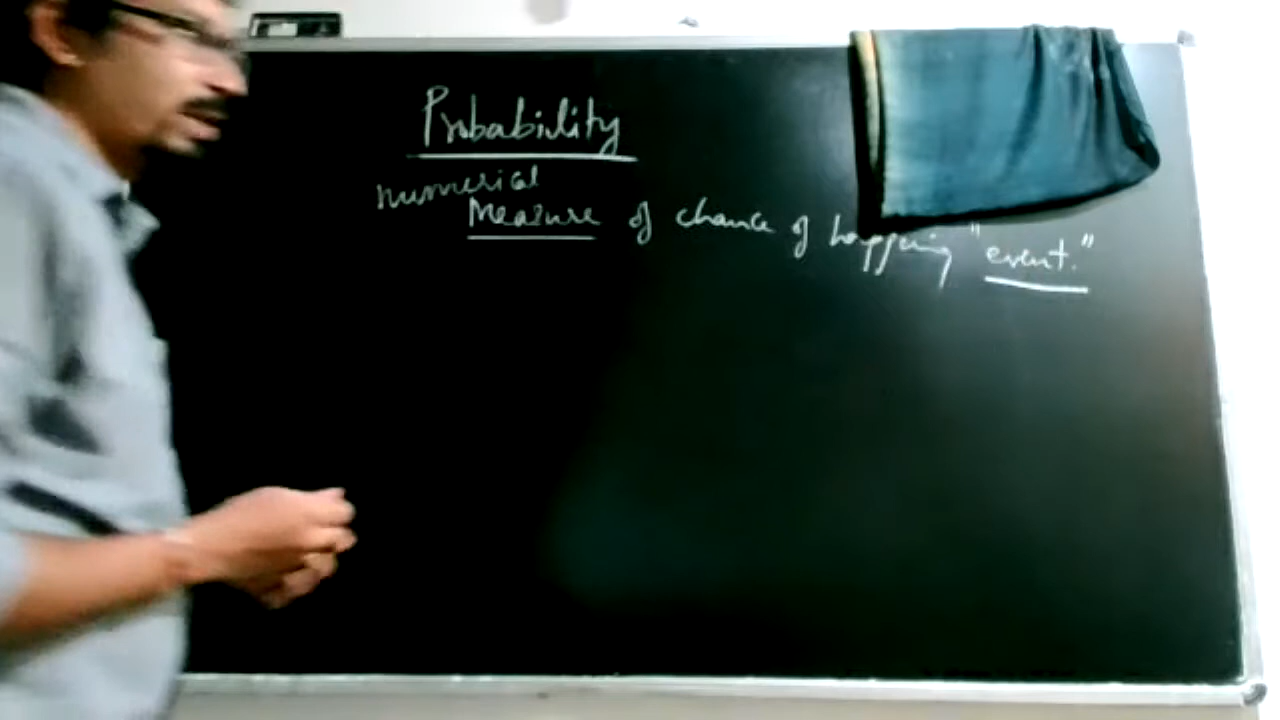 Probability
numerical
Measure of chance of happening "event."